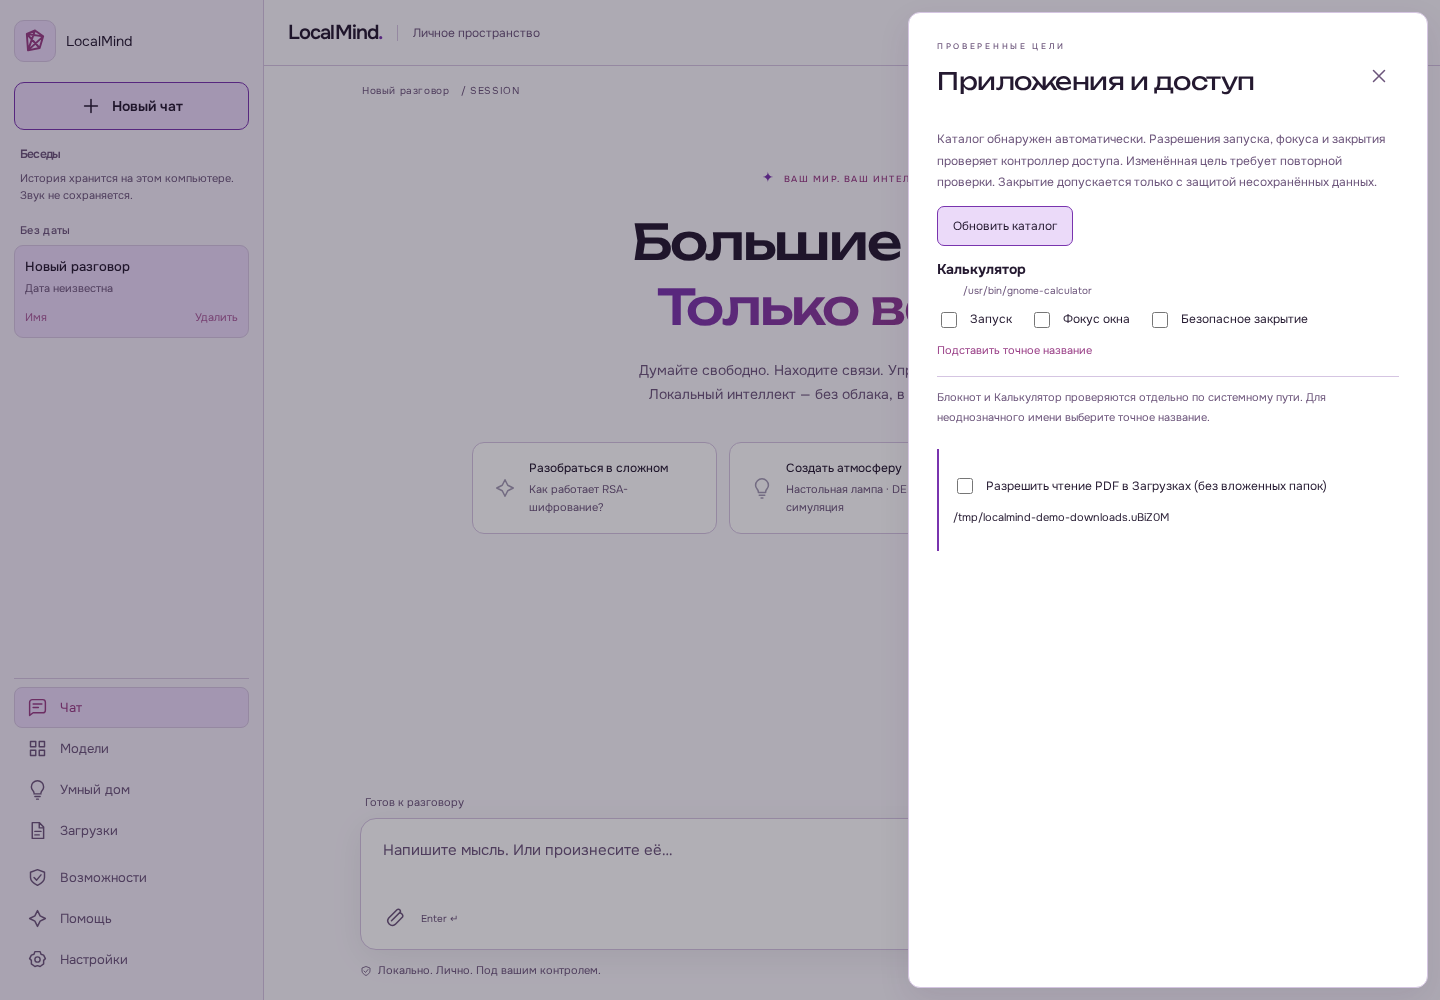 LocalMind
Новый чат
Беседы
История хранится на этом компьютере.
Звук не сохраняется.
Без даты
Новый разговор
Дата неизвестна
Имя Удалить
Чат
Модели
Умный дом
Загрузки
Возможности
Помощь
Настройки
LocalMind. Личное пространство
Новый разговор / SESSION
ВАШ МИР. ВАШ ИНТЕЛ
Большие
Только в
Думайте свободно. Находите связи. Упр
Локальный интеллект — без облака, в
Разобраться в сложном
Как работает RSA-
шифрование?
Создать атмосферу
Настольная лампа · DE
симуляция
Готов к разговору
Напишите мысль. Или произнесите её…
Enter ↵
Локально. Лично. Под вашим контролем.
ПРОВЕРЕННЫЕ ЦЕЛИ
Приложения и доступ
Каталог обнаружен автоматически. Разрешения запуска, фокуса и закрытия
проверяет контроллер доступа. Изменённая цель требует повторной
проверки. Закрытие допускается только с защитой несохранённых данных.
Обновить каталог
Калькулятор
/usr/bin/gnome-calculator
Запуск Фокус окна Безопасное закрытие
Подставить точное название
Блокнот и Калькулятор проверяются отдельно по системному пути. Для
неоднозначного имени выберите точное название.
Разрешить чтение PDF в Загрузках (без вложенных папок)
/tmp/localmind-demo-downloads.uBiZ0M